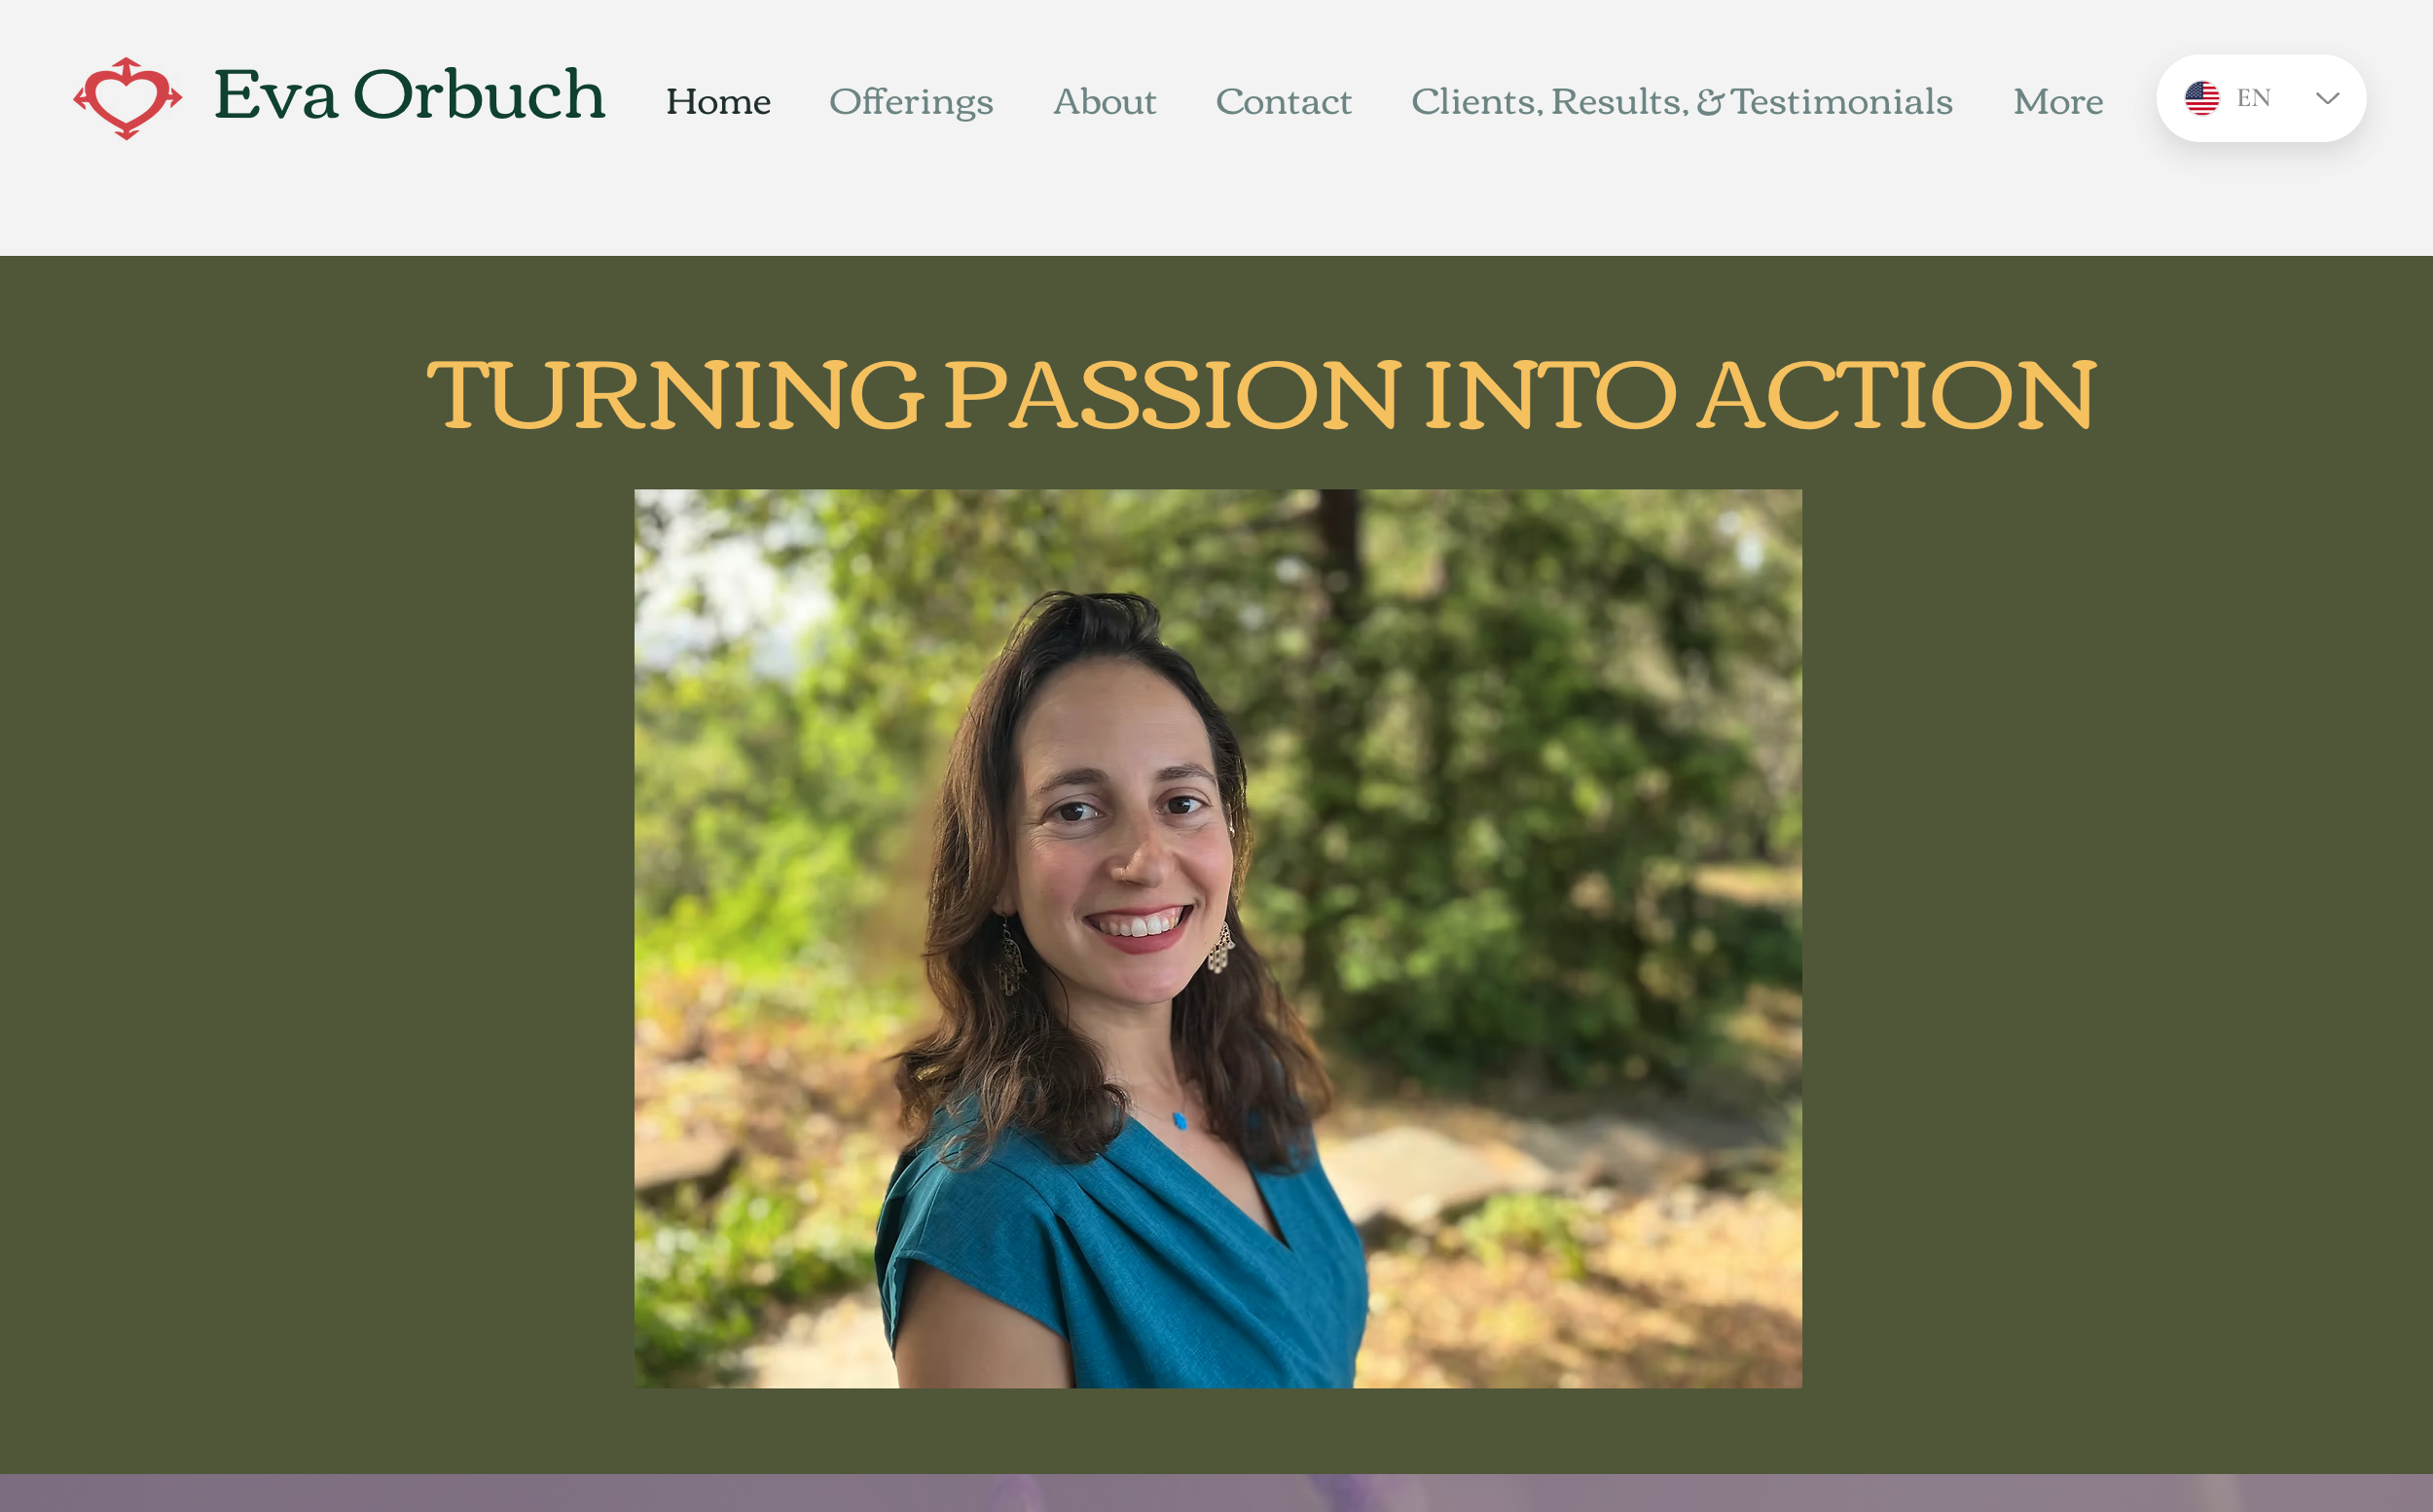 Eva Orbuch
Home Offerings About Contact Clients, Results, & Testimonials More EN
TURNING PASSION INTO ACTION